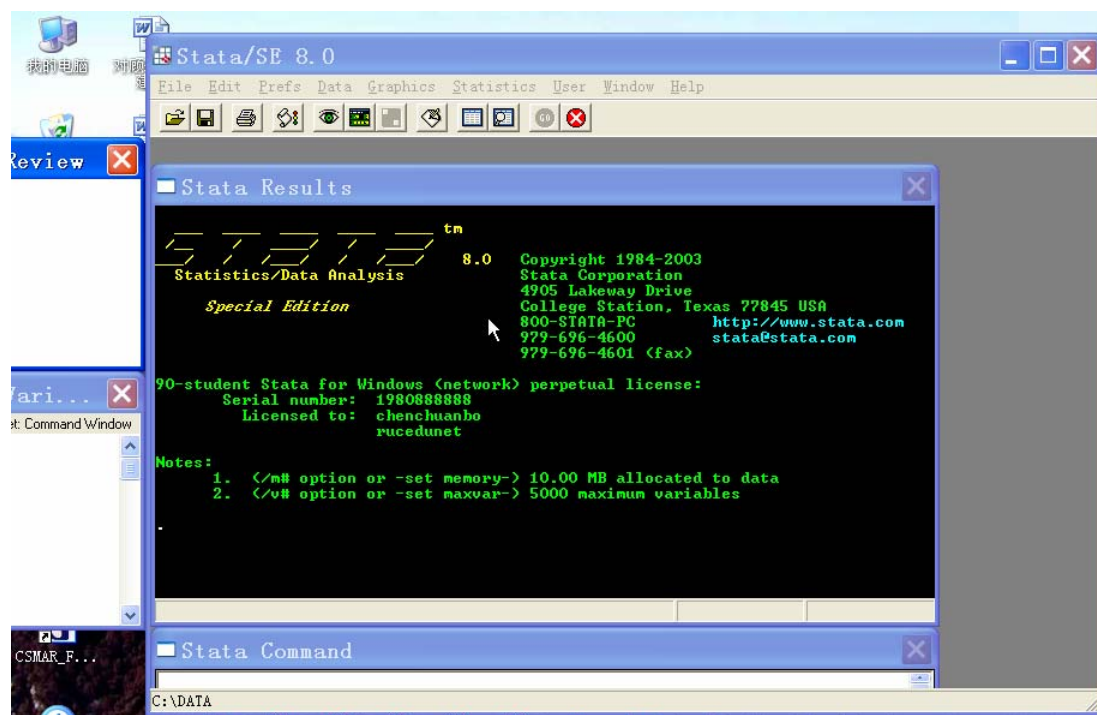 我的电脑
Stata/SE 8.0
File Edit Prefs Data Graphics Statistics User Window Help
Review
Stata Results
STATA tm
8.0 Copyright 1984-2003
Statistics/Data Analysis Stata Corporation
4905 Lakeway Drive
Special Edition College Station, Texas 77845 USA
800-STATA-PC http://www.stata.com
979-696-4600 stata@stata.com
979-696-4601 (fax)
90-student Stata for Windows (network) perpetual license:
Serial number: 1980888888
Licensed to: chenchuanbo
rucedunet
Notes:
1. (/m# option or -set memory-) 10.00 MB allocated to data
2. (/v# option or -set maxvar-) 5000 maximum variables
.
Vari...
et: Command Window
CSMAR_F...
Stata Command
C:\DATA